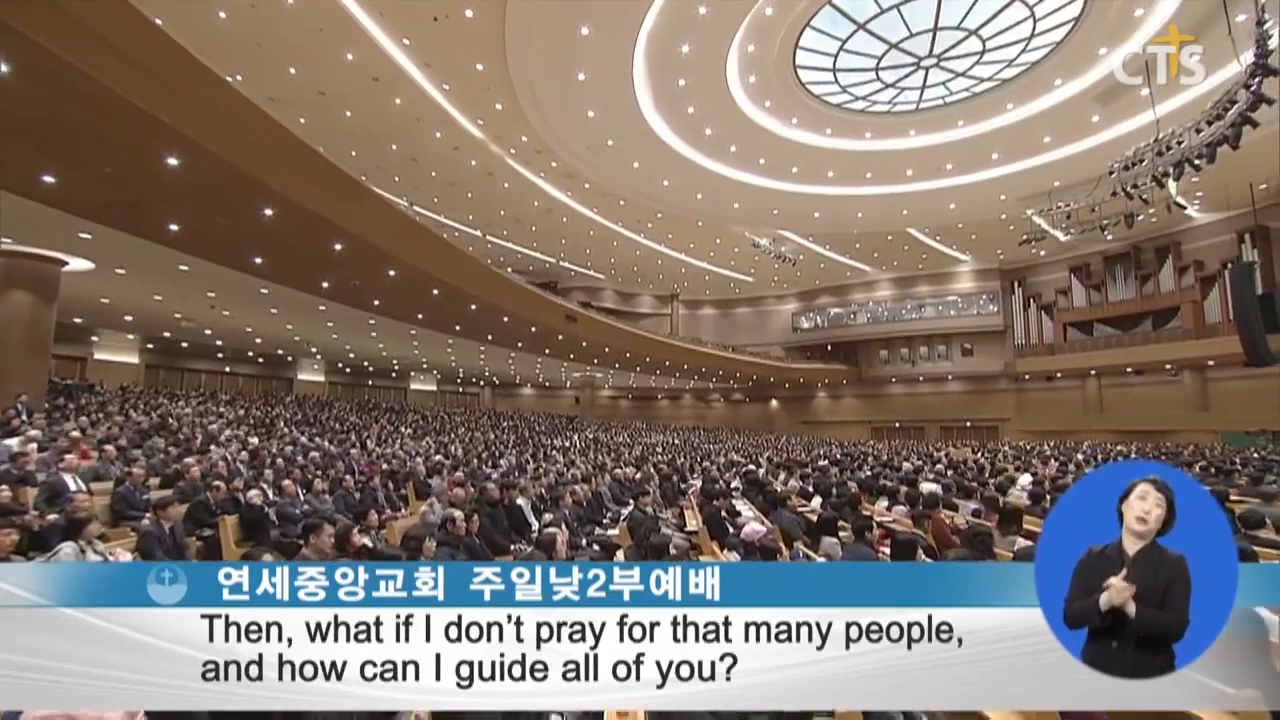 CTS
연세중앙교회 주일낮2부예배
Then, what if I don't pray for that many people,
and how can I guide all of you?